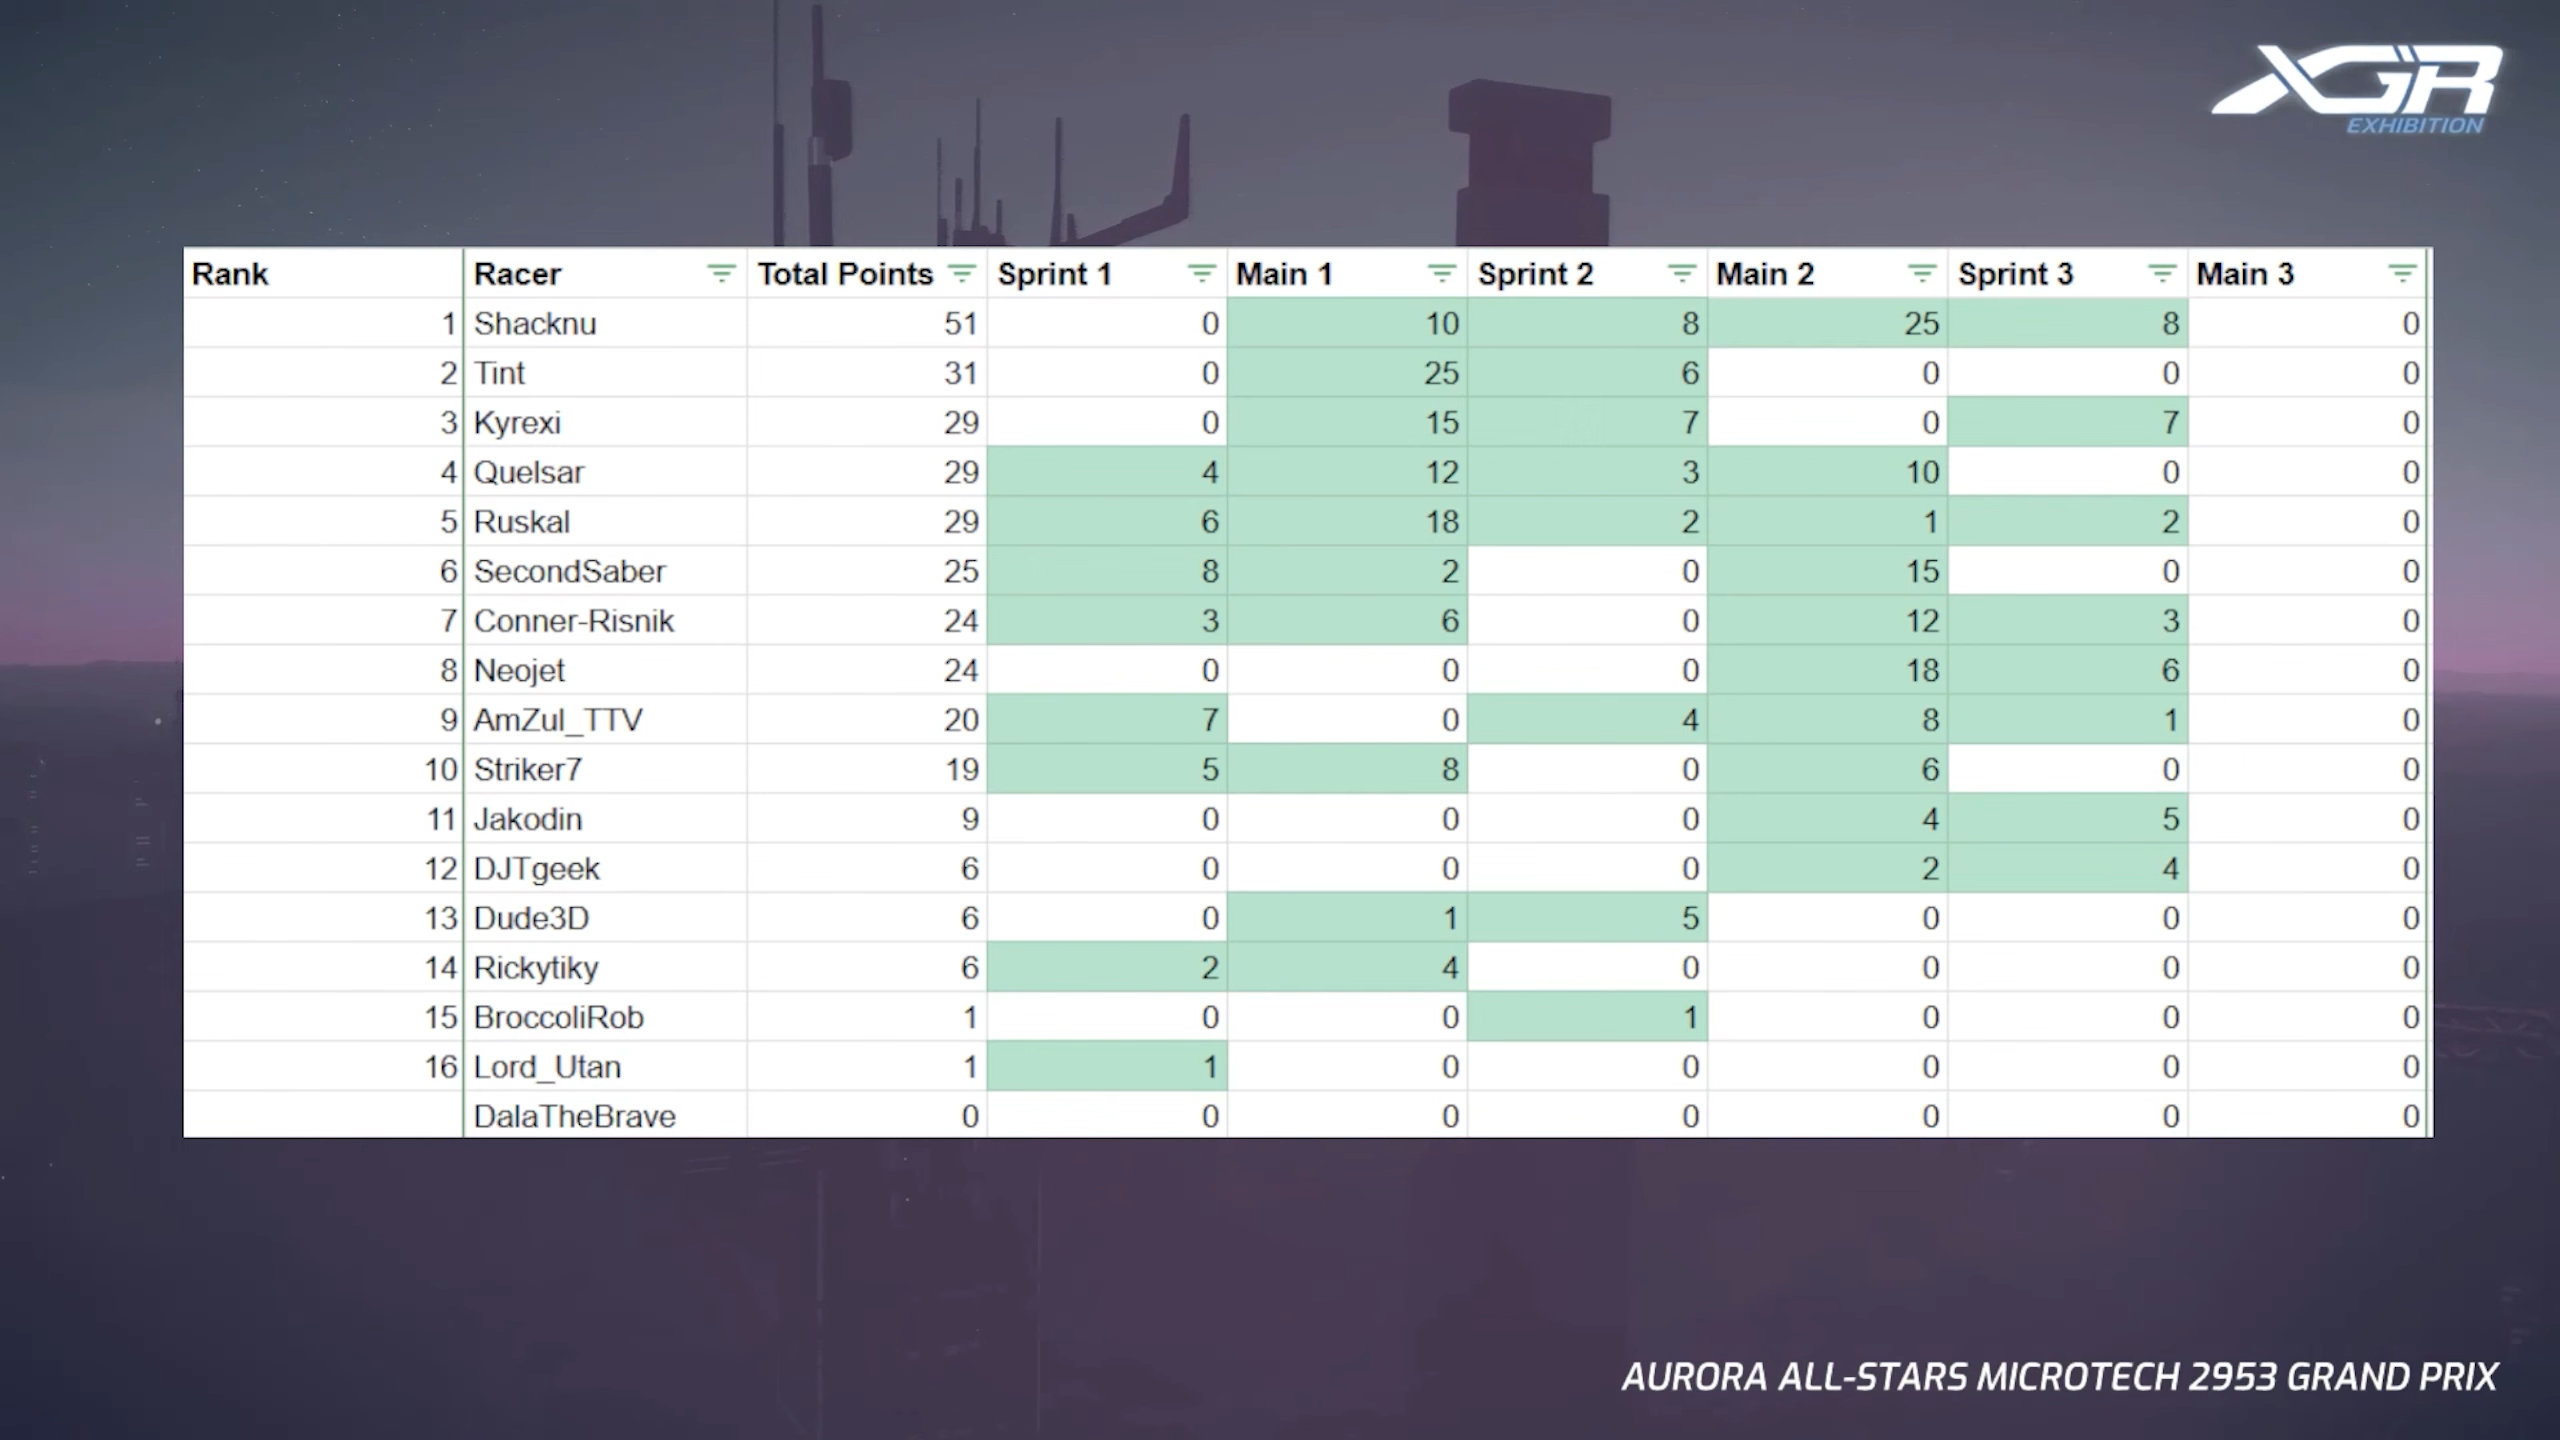 XGR
EXHIBITION
Rank Racer Total Points Sprint 1 Main 1 Sprint 2 Main 2 Sprint 3 Main 3
1 Shacknu 51 0 10 8 25 8 0
2 Tint 31 0 25 6 0 0 0
3 Kyrexi 29 0 15 7 0 7 0
4 Quelsar 29 4 12 3 10 0 0
5 Ruskal 29 6 18 2 1 2 0
6 SecondSaber 25 8 2 0 15 0 0
7 Conner-Risnik 24 3 6 0 12 3 0
8 Neojet 24 0 0 0 18 6 0
9 AmZul_TTV 20 7 0 4 8 1 0
10 Striker7 19 5 8 0 6 0 0
11 Jakodin 9 0 0 0 4 5 0
12 DJTgeek 6 0 0 0 2 4 0
13 Dude3D 6 0 1 5 0 0 0
14 Rickytiky 6 2 4 0 0 0 0
15 BroccoliRob 1 0 0 1 0 0 0
16 Lord_Utan 1 1 0 0 0 0 0
DalaTheBrave 0 0 0 0 0 0 0
AURORA ALL-STARS MICROTECH 2953 GRAND PRIX